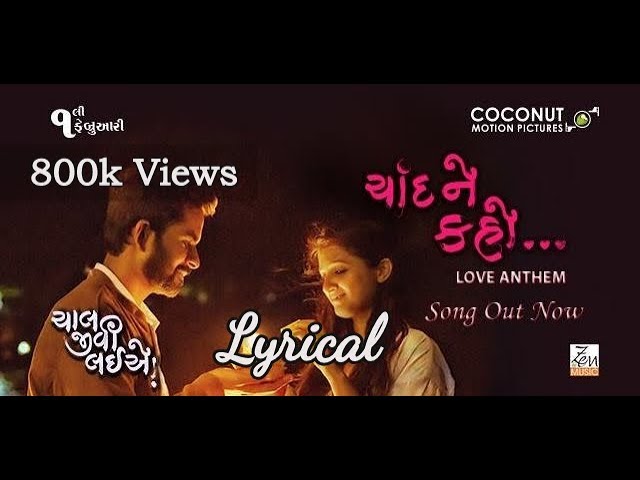 ૧લી
ફેબ્રુઆરી
COCONUT
MOTION PICTURES
800k Views
ચાંદ ને
કહો...
LOVE ANTHEM
Song Out Now
ચાલ
જીવી
લઈએ!
Lyrical
Zen
MUSIC